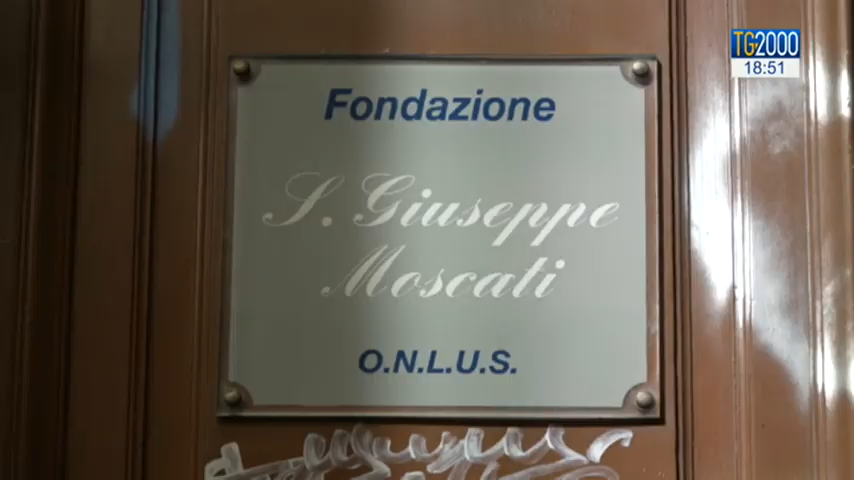 TG2000
18:51
Fondazione
S. Giuseppe
Moscati
O.N.L.U.S.